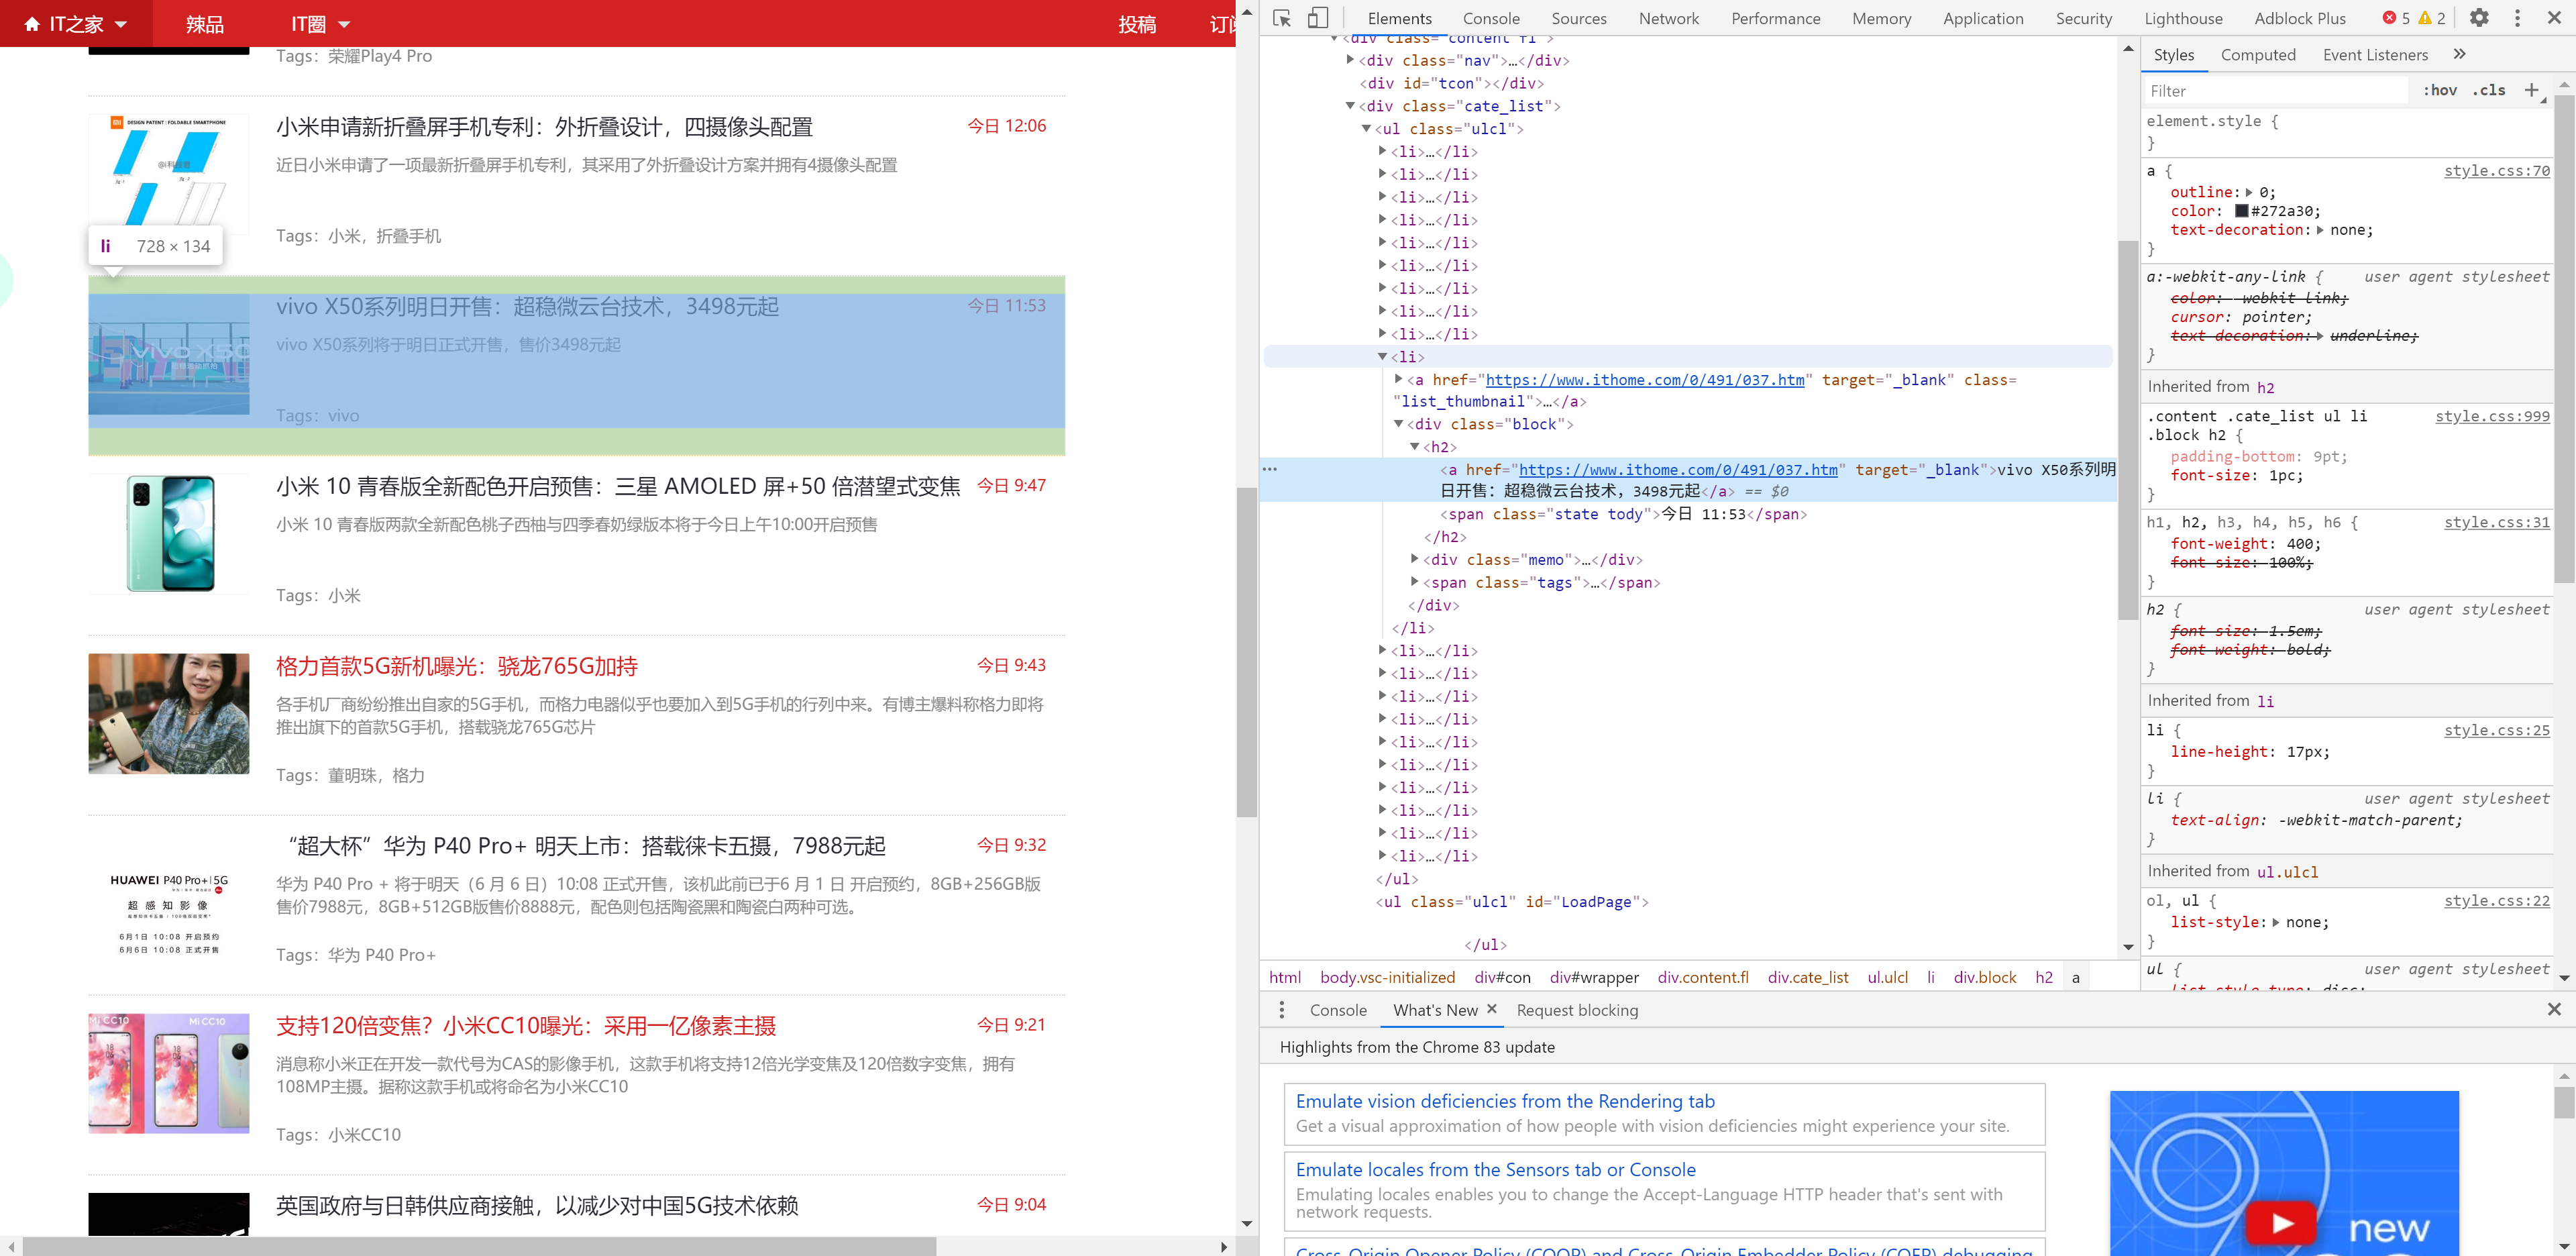 IT之家
辣品
IT圈
投稿
Tags：荣耀Play4 Pro
DESIGN PATENT : FOLDABLE SMARTPHONE
小米申请新折叠屏手机专利：外折叠设计，四摄像头配置
今日 12:06
近日小米申请了一项最新折叠屏手机专利，其采用了外折叠设计方案并拥有4摄像头配置
Tags：小米，折叠手机
li 728 × 134
vivo X50系列明日开售：超稳微云台技术，3498元起
今日 11:53
vivo X50系列将于明日正式开售，售价3498元起
Tags：vivo
小米 10 青春版全新配色开启预售：三星 AMOLED 屏+50 倍潜望式变焦
今日 9:47
小米 10 青春版两款全新配色桃子西柚与四季春奶绿版本将于今日上午10:00开启预售
Tags：小米
格力首款5G新机曝光：骁龙765G加持
今日 9:43
各手机厂商纷纷推出自家的5G手机，而格力电器似乎也要加入到5G手机的行列中来。有博主爆料称格力即将
推出旗下的首款5G手机，搭载骁龙765G芯片
Tags：董明珠，格力
“超大杯”华为 P40 Pro+ 明天上市：搭载徕卡五摄，7988元起
今日 9:32
HUAWEI P40 Pro+|5G
超 感 知 影 像
6月1日 10:08 开启预约
6月6日 10:08 正式开售
华为 P40 Pro + 将于明天（6 月 6 日）10:08 正式开售，该机此前已于6 月 1 日 开启预约，8GB+256GB版
售价7988元，8GB+512GB版售价8888元，配色则包括陶瓷黑和陶瓷白两种可选。
Tags：华为 P40 Pro+
Mi CC10
支持120倍变焦？小米CC10曝光：采用一亿像素主摄
今日 9:21
消息称小米正在开发一款代号为CAS的影像手机，这款手机将支持12倍光学变焦及120倍数字变焦，拥有
108MP主摄。据称这款手机或将命名为小米CC10
Tags：小米CC10
英国政府与日韩供应商接触，以减少对中国5G技术依赖
今日 9:04
Elements Console Sources Network Performance Memory Application Security Lighthouse Adblock Plus 5 2
<div class="content fl">
<div class="nav">…</div>
<div id="tcon"></div>
<div class="cate_list">
<ul class="ulcl">
<li>…</li>
<li>…</li>
<li>…</li>
<li>…</li>
<li>…</li>
<li>…</li>
<li>…</li>
<li>…</li>
<li>…</li>
<li>
<a href="https://www.ithome.com/0/491/037.htm" target="_blank" class=
"list_thumbnail">…</a>
<div class="block">
<h2>
<a href="https://www.ithome.com/0/491/037.htm" target="_blank">vivo X50系列明
日开售：超稳微云台技术，3498元起</a> == $0
<span class="state tody">今日 11:53</span>
</h2>
<div class="memo">…</div>
<span class="tags">…</span>
</div>
</li>
<li>…</li>
<li>…</li>
<li>…</li>
<li>…</li>
<li>…</li>
<li>…</li>
<li>…</li>
<li>…</li>
<li>…</li>
<li>…</li>
</ul>
<ul class="ulcl" id="LoadPage">
</ul>
html body.vsc-initialized div#con div#wrapper div.content.fl div.cate_list ul.ulcl li div.block h2 a
Styles Computed Event Listeners »
Filter :hov .cls +
element.style {
}
a { style.css:70
outline: 0;
color: #272a30;
text-decoration: none;
}
a:-webkit-any-link { user agent stylesheet
color: -webkit-link;
cursor: pointer;
text-decoration: underline;
}
Inherited from h2
.content .cate_list ul li style.css:999
.block h2 {
padding-bottom: 9pt;
font-size: 1pc;
}
h1, h2, h3, h4, h5, h6 { style.css:31
font-weight: 400;
font-size: 100%;
}
h2 { user agent stylesheet
font-size: 1.5em;
font-weight: bold;
}
Inherited from li
li { style.css:25
line-height: 17px;
}
li { user agent stylesheet
text-align: -webkit-match-parent;
}
Inherited from ul.ulcl
ol, ul { style.css:22
list-style: none;
}
ul { user agent stylesheet
list-style-type: disc;
Console What's New × Request blocking
Highlights from the Chrome 83 update
Emulate vision deficiencies from the Rendering tab
Get a visual approximation of how people with vision deficiencies might experience your site.
Emulate locales from the Sensors tab or Console
Emulating locales enables you to change the Accept-Language HTTP header that's sent with
network requests.
Cross-Origin Opener Policy (COOP) and Cross-Origin Embedder Policy (COEP) debugging
new